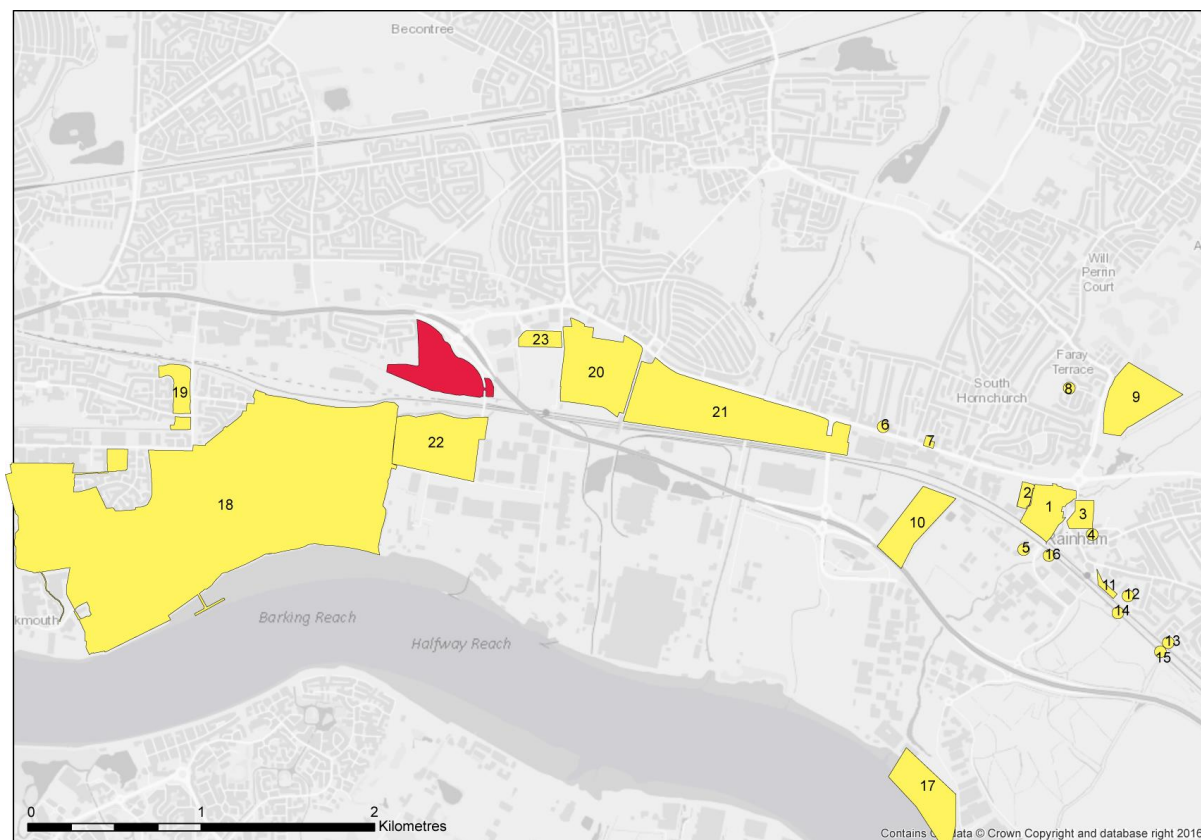 Becontree
A
Will
Perrin
Court
Faray
Terrace
23
20
8
9
19
21
South
Hornchurch
6
7
22
2
1
3
18
10
4
Rainham
5
16
11
12
14
kmouth
Barking Reach
Halfway Reach
13
15
17
0 1 2
Kilometres
Contains data © Crown Copyright and database right 2016